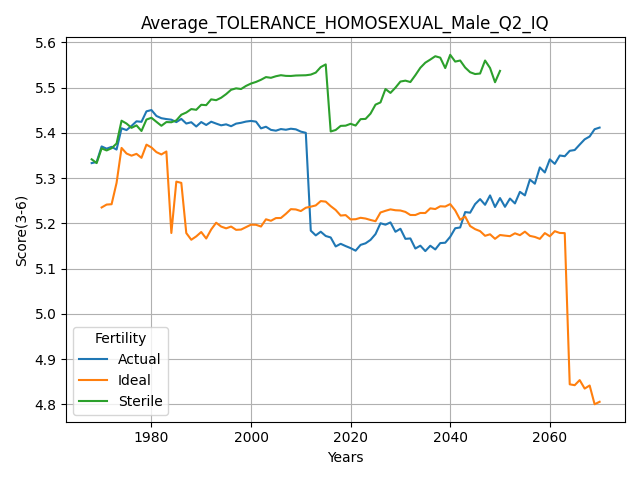 Average_TOLERANCE_HOMOSEXUAL_Male_Q2_IQ
5.6
5.5
5.4
5.3
5.2
5.1
5.0
4.9
4.8
Score(3-6)
Fertility
Actual
Ideal
Sterile
1980 2000 2020 2040 2060
Years